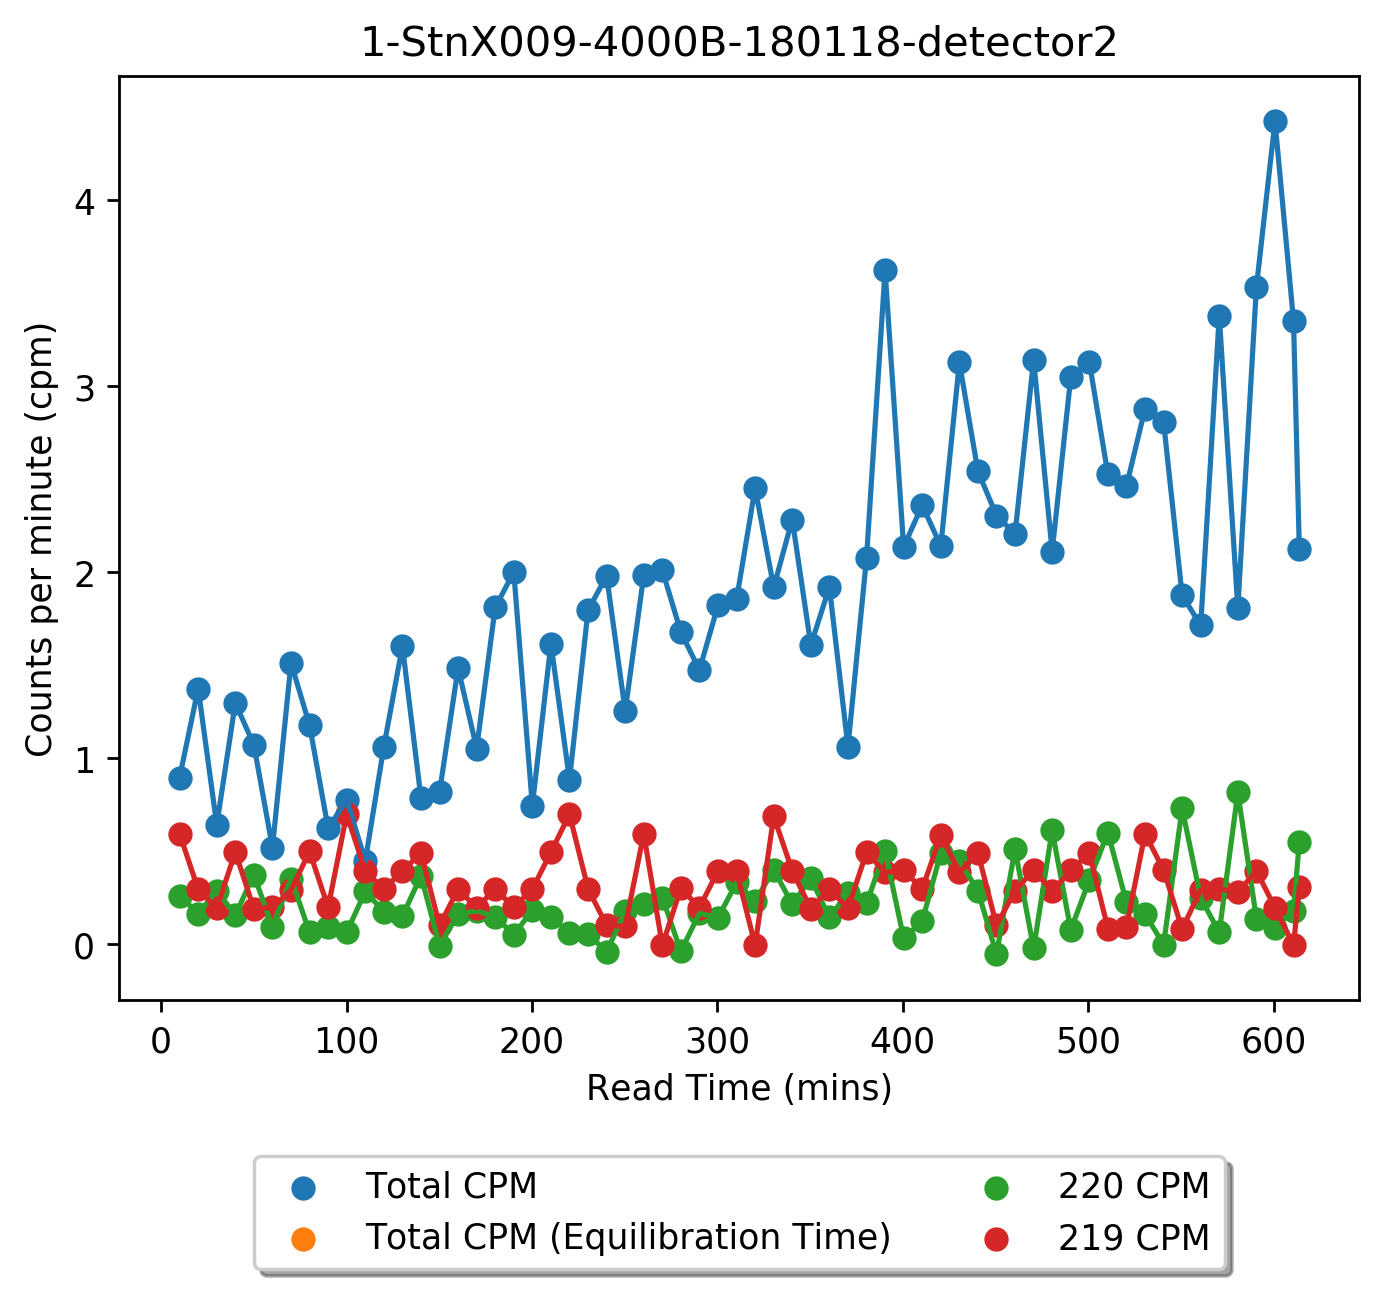 1-StnX009-4000B-180118-detector2
4
3
2
1
0
Counts per minute (cpm)
0 100 200 300 400 500 600
Read Time (mins)
Total CPM 220 CPM
Total CPM (Equilibration Time) 219 CPM